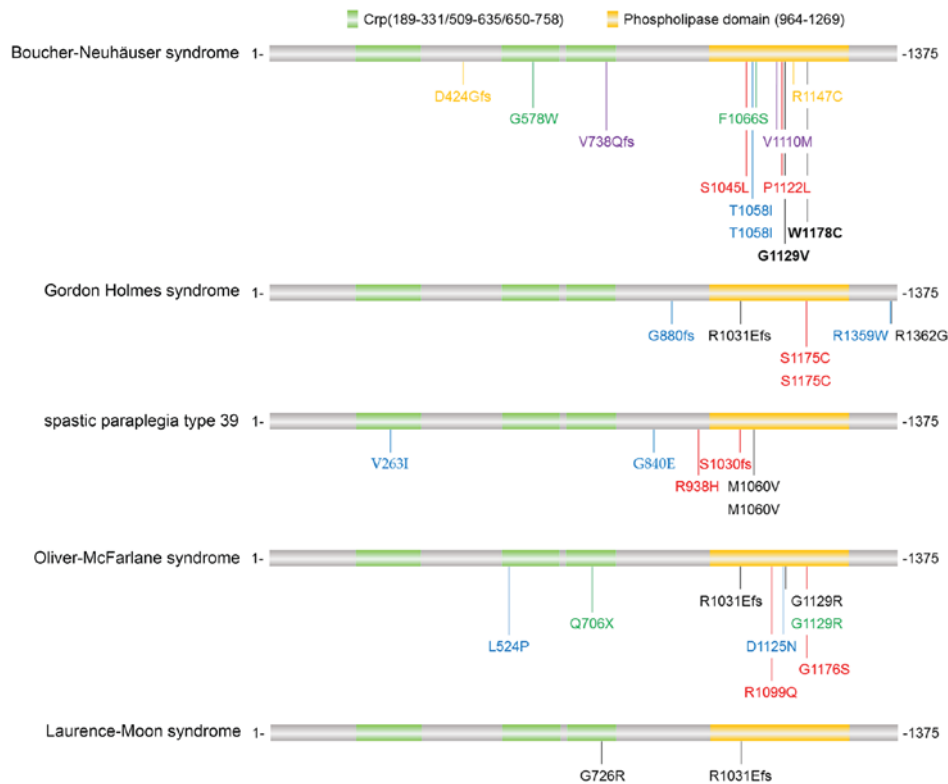 Crp(189-331/509-635/650-758) Phospholipase domain (964-1269)
Boucher-Neuhäuser syndrome 1- -1375
D424Gfs R1147C
G578W F1066S
V738Qfs V1110M
S1045L P1122L
T1058I
T1058I W1178C
G1129V
Gordon Holmes syndrome 1- -1375
G880fs R1031Efs R1359W R1362G
S1175C
S1175C
spastic paraplegia type 39 1- -1375
V263I G840E S1030fs
R938H M1060V
M1060V
Oliver-McFarlane syndrome 1- -1375
R1031Efs G1129R
Q706X G1129R
L524P D1125N
G1176S
R1099Q
Laurence-Moon syndrome 1- -1375
G726R R1031Efs